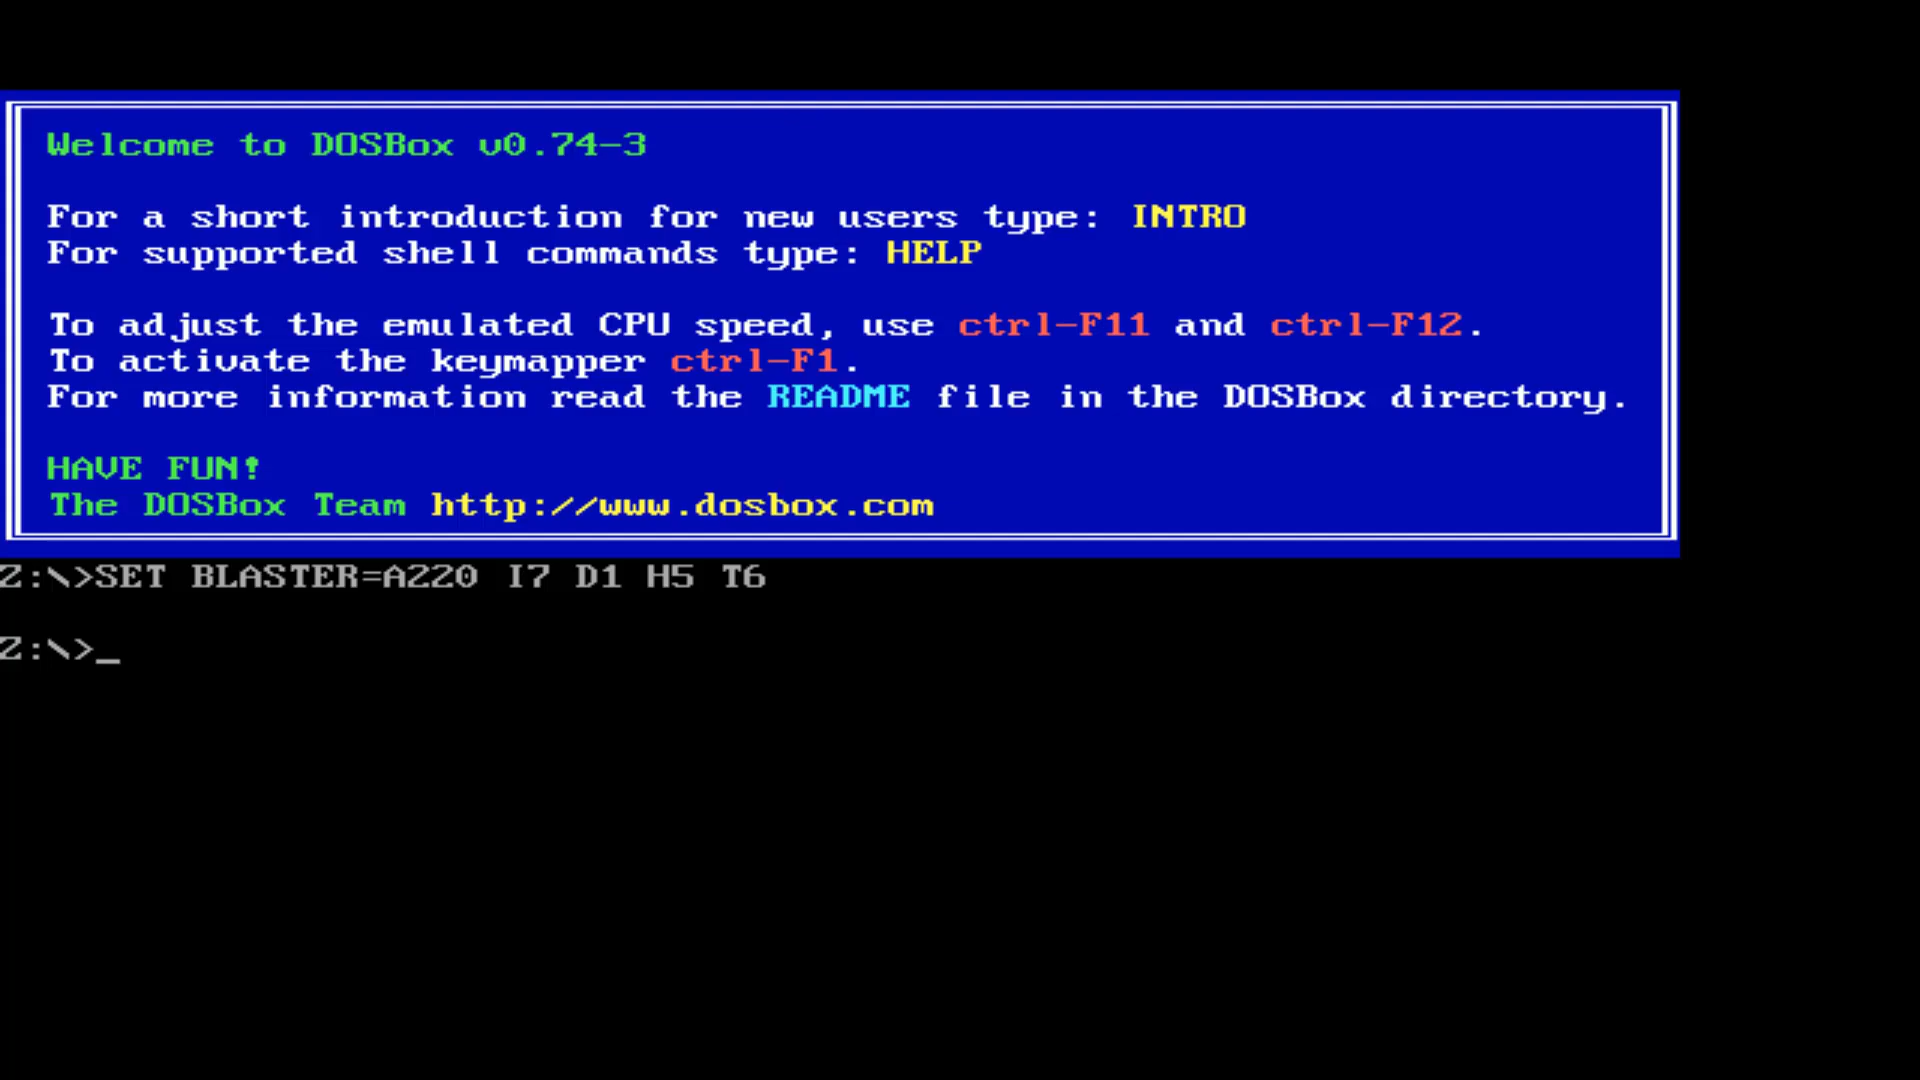 Welcome to DOSBox v0.74-3
For a short introduction for new users type: INTRO
For supported shell commands type: HELP
To adjust the emulated CPU speed, use ctrl-F11 and ctrl-F12.
To activate the keymapper ctrl-F1.
For more information read the README file in the DOSBox directory.
HAVE FUN!
The DOSBox Team http://www.dosbox.com
Z:\>SET BLASTER=A220 I7 D1 H5 T6
Z:\>_